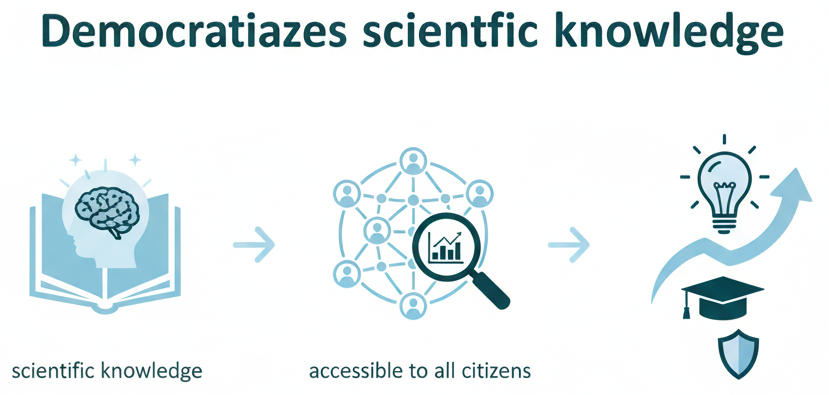 Democratiazes scientfic knowledge
scientific knowledge
accessible to all citizens